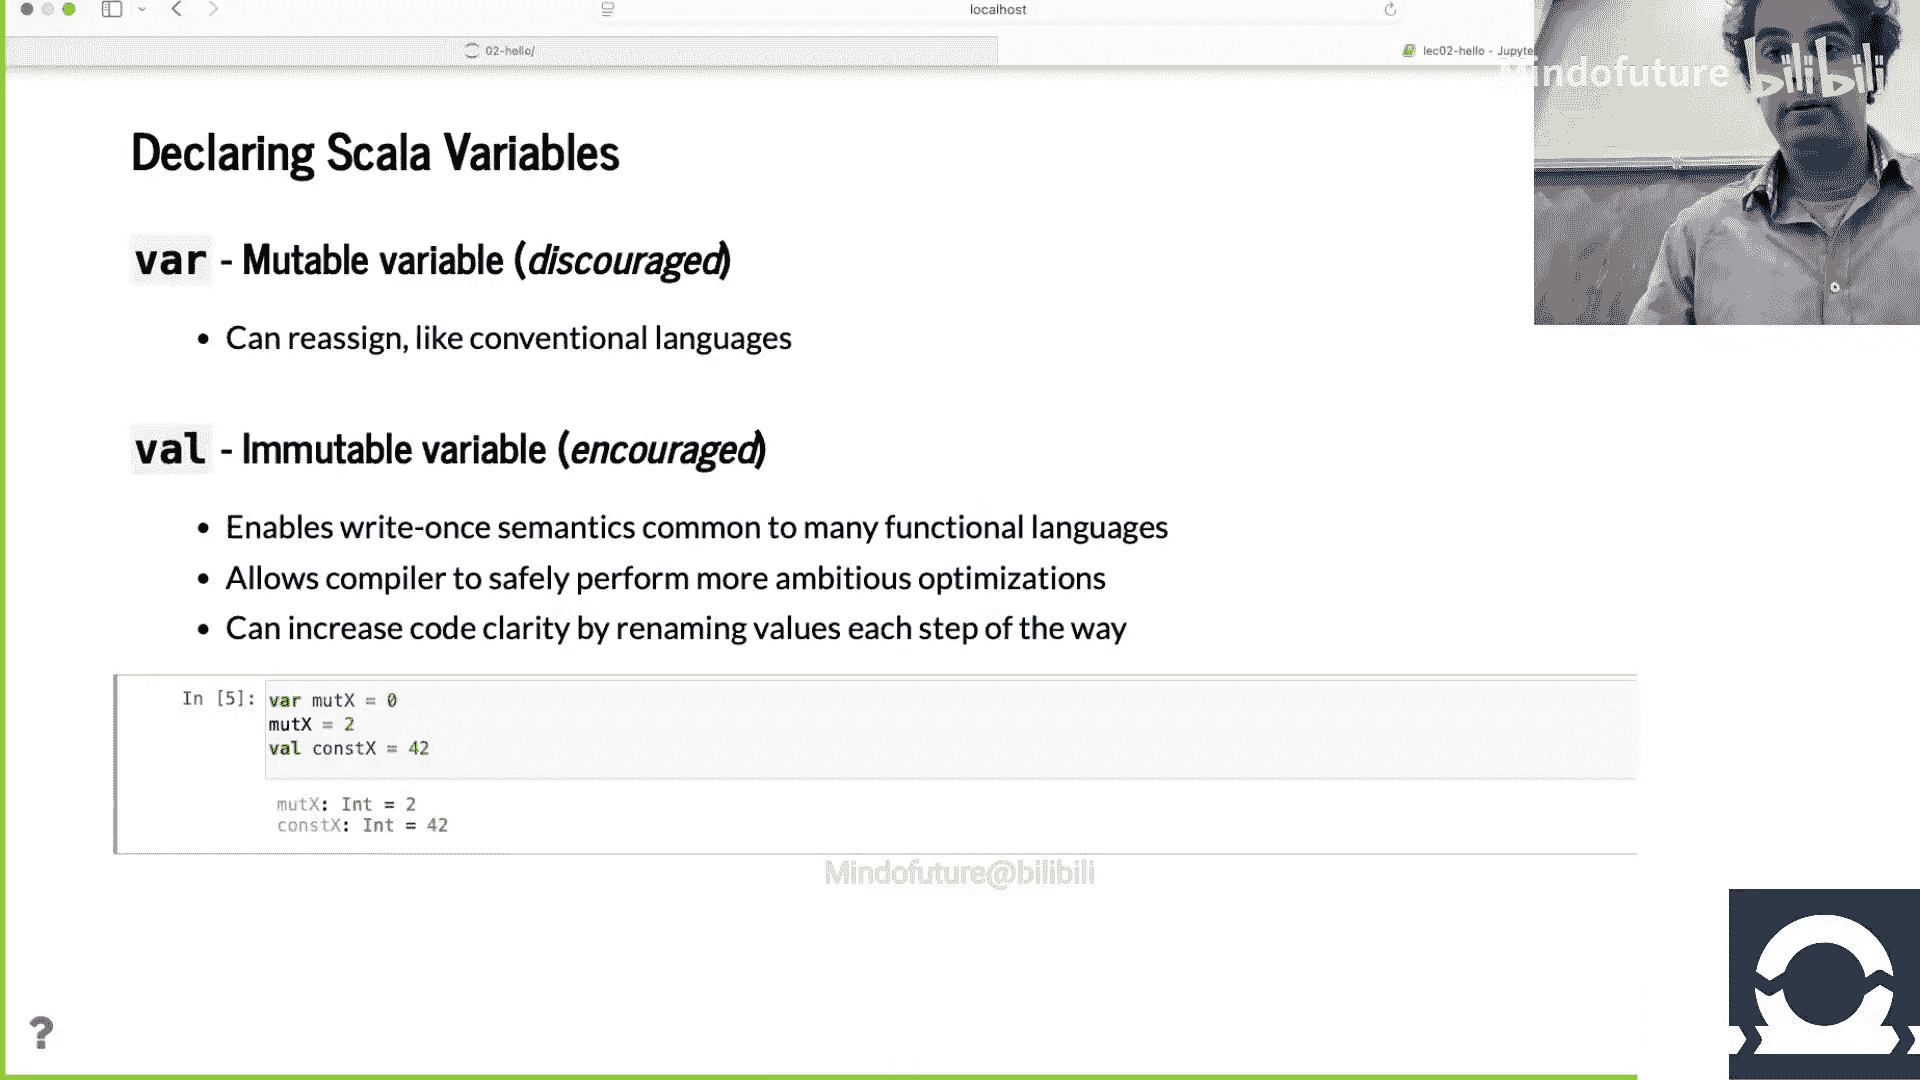 localhost
02-hello/
lec02-hello - Jupyte
Mindofuture bilibili
Declaring Scala Variables
var - Mutable variable (discouraged)
• Can reassign, like conventional languages
val - Immutable variable (encouraged)
• Enables write-once semantics common to many functional languages
• Allows compiler to safely perform more ambitious optimizations
• Can increase code clarity by renaming values each step of the way
In [5]: var mutX = 0
mutX = 2
val constX = 42
mutX: Int = 2
constX: Int = 42
Mindofuture@bilibili
?